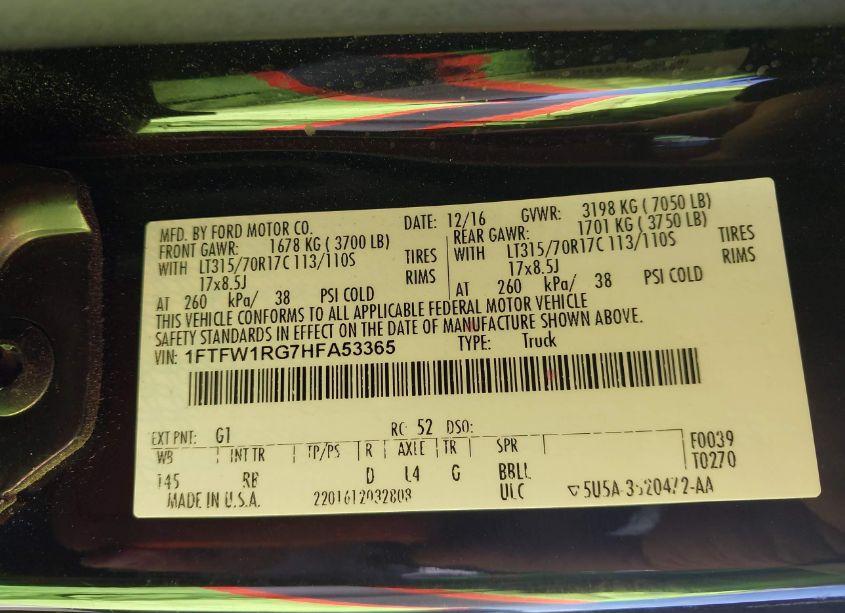 MFD. BY FORD MOTOR CO. DATE: 12/16 GVWR: 3198 KG ( 7050 LB)
FRONT GAWR: 1678 KG ( 3700 LB) REAR GAWR: 1701 KG ( 3750 LB)
WITH LT315/70R17C 113/110S TIRES WITH LT315/70R17C 113/110S TIRES
17x8.5J RIMS 17x8.5J RIMS
AT 260 kPa/ 38 PSI COLD AT 260 kPa/ 38 PSI COLD
THIS VEHICLE CONFORMS TO ALL APPLICABLE FEDERAL MOTOR VEHICLE
SAFETY STANDARDS IN EFFECT ON THE DATE OF MANUFACTURE SHOWN ABOVE.
VIN: 1FTFW1RG7HFA53365 TYPE: Truck
EXT PNT: G1 RC: 52 DSO: F0039
WB INT TR TP/PS R AXLE TR SPR T0270
145 RB D L4 G BBLL
MADE IN U.S.A. 2201612032808 ULC